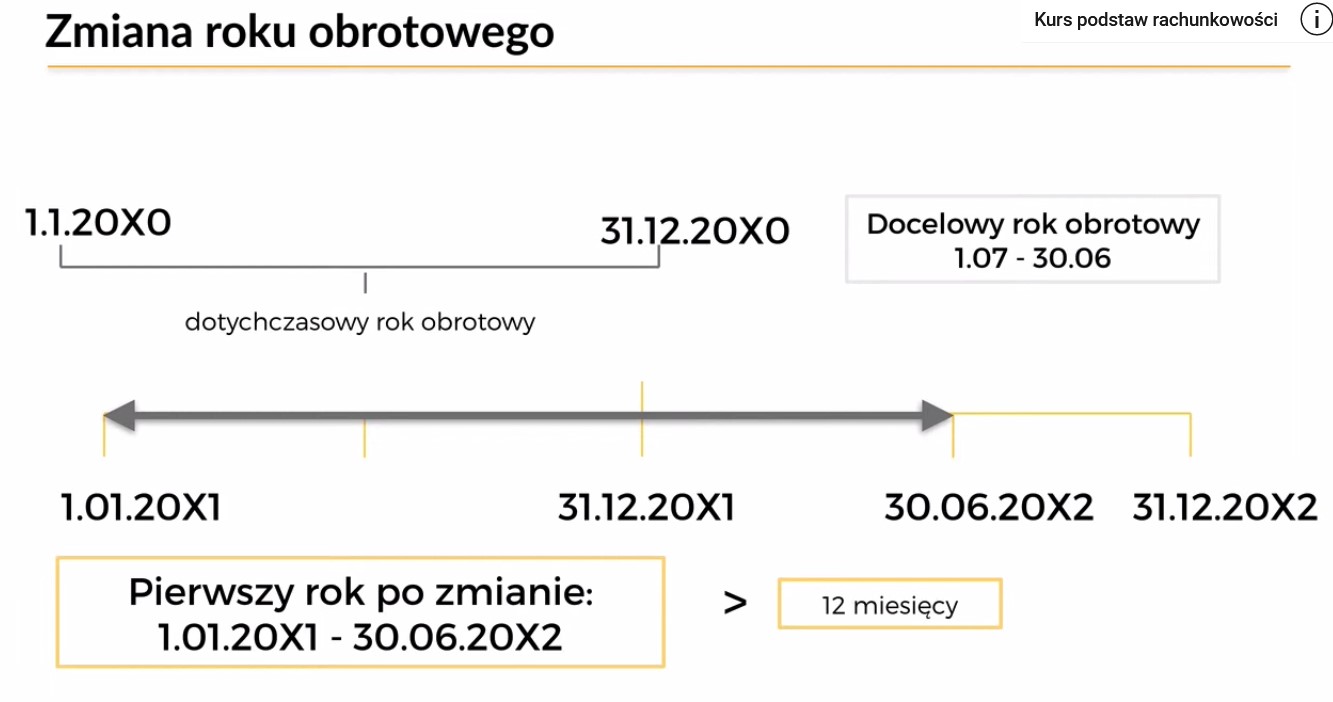 Zmiana roku obrotowego
Kurs podstaw rachunkowości
i
1.1.20X0
31.12.20X0
Docelowy rok obrotowy
1.07 - 30.06
dotychczasowy rok obrotowy
1.01.20X1
31.12.20X1
30.06.20X2
31.12.20X2
Pierwszy rok po zmianie:
1.01.20X1 - 30.06.20X2
>
12 miesięcy